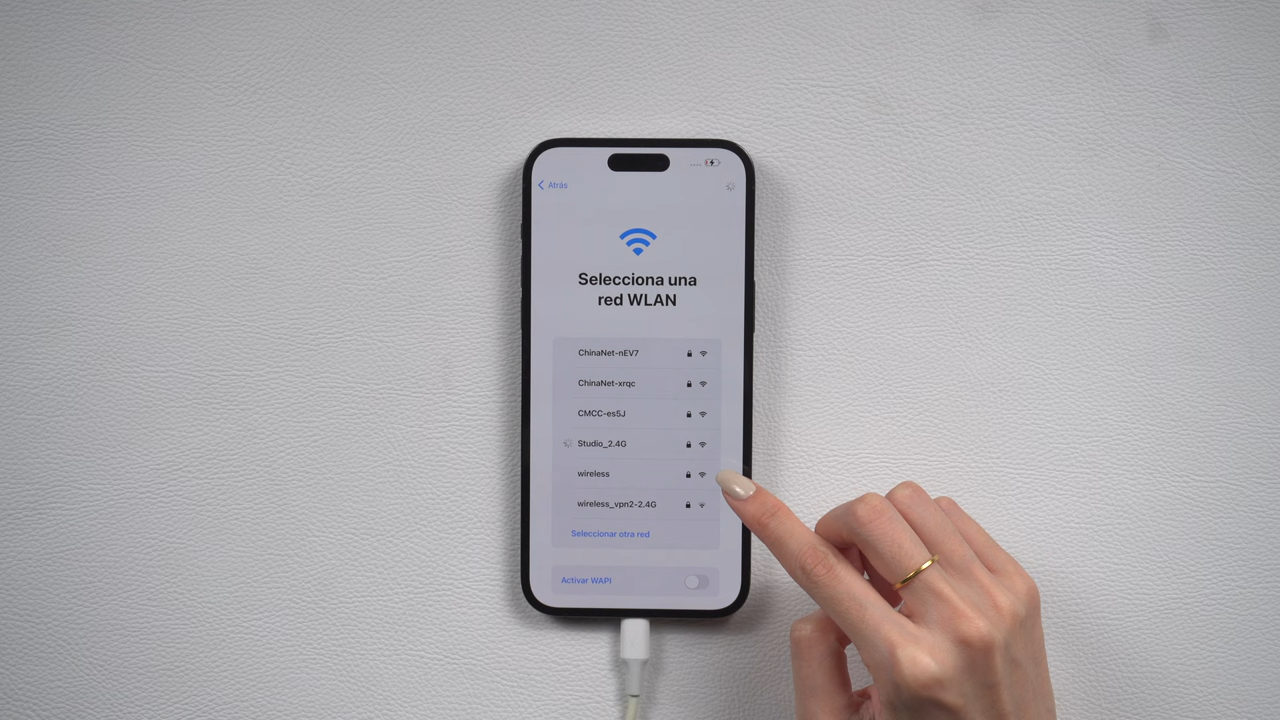 Atrás
Selecciona una
red WLAN
ChinaNet-nEV7
ChinaNet-xrqc
CMCC-es5J
Studio_2.4G
wireless
wireless_vpn2-2.4G
Seleccionar otra red
Activar WAPI